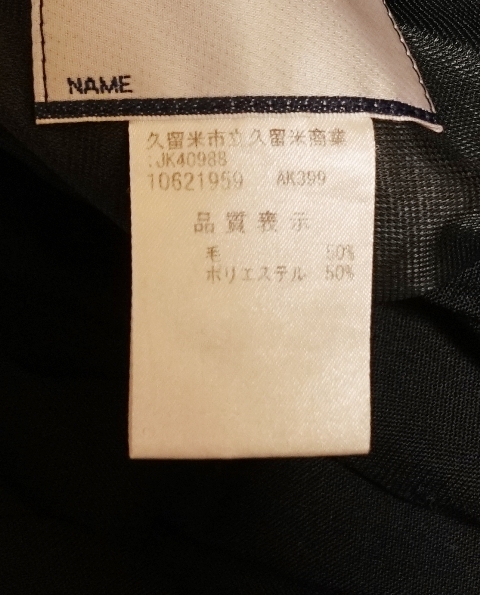 NAME
久留米市立久留米商業
:JK40988
10621959 AK399
品質表示
毛 50%
ポリエステル 50%